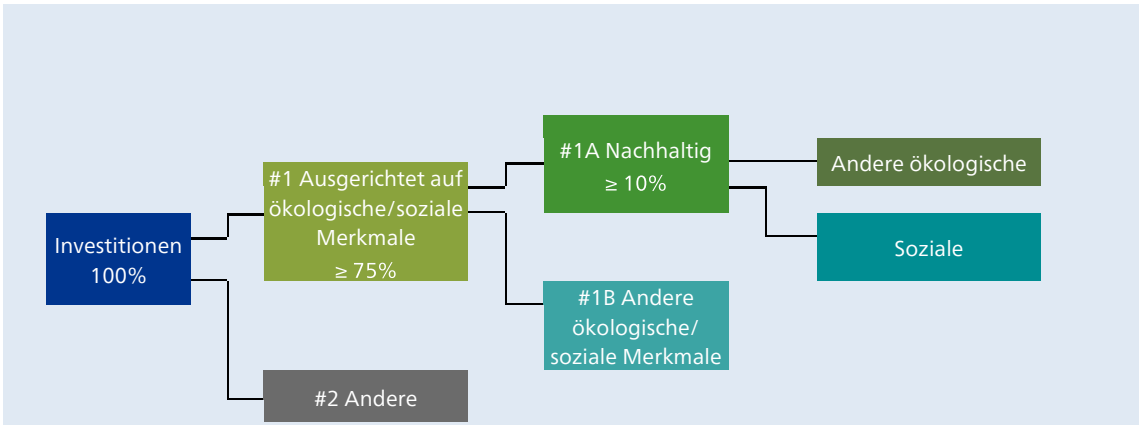 Investitionen
100%
#1 Ausgerichtet auf
ökologische/soziale
Merkmale
≥ 75%
#2 Andere
#1A Nachhaltig
≥ 10%
#1B Andere
ökologische/
soziale Merkmale
Andere ökologische
Soziale